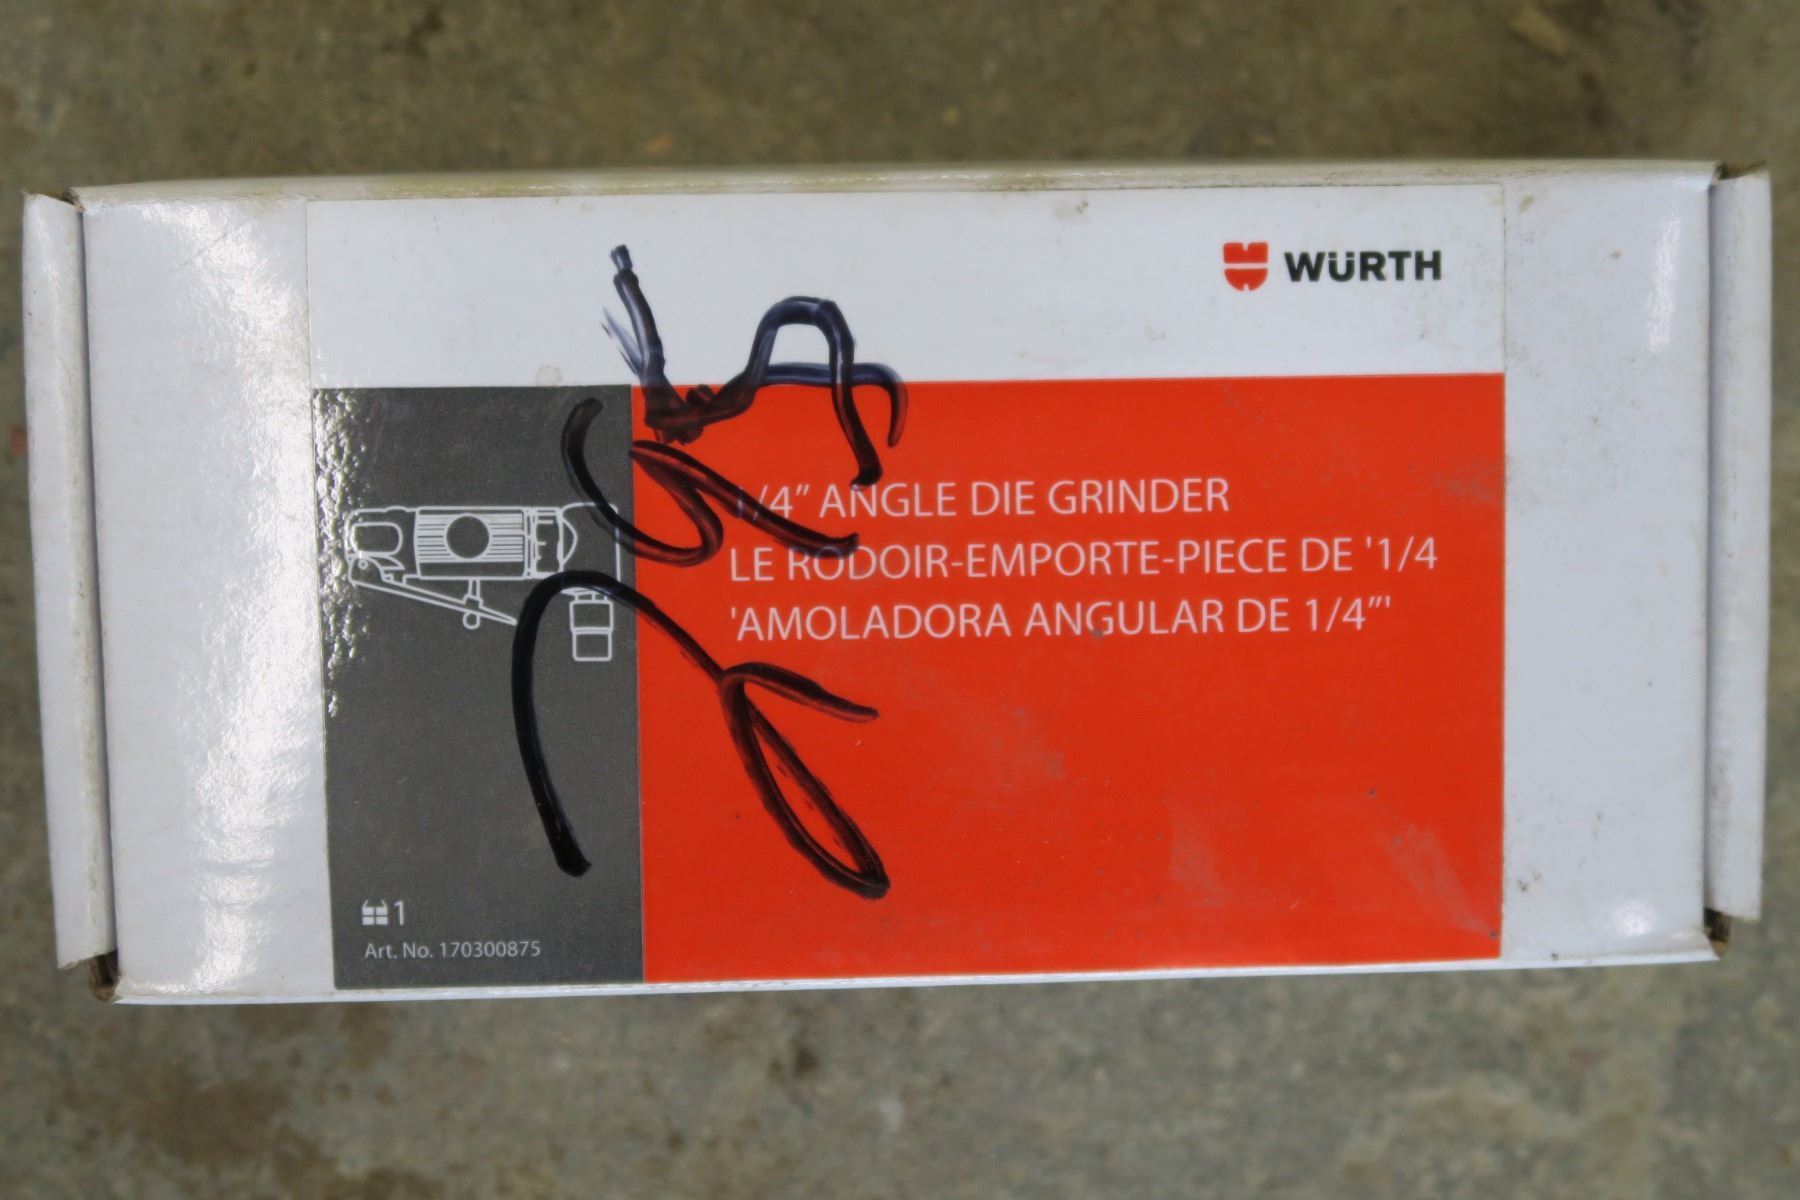 WÜRTH
1/4" ANGLE DIE GRINDER
LE RODOIR-EMPORTE-PIECE DE '1/4
'AMOLADORA ANGULAR DE 1/4"'
1
Art. No. 170300875